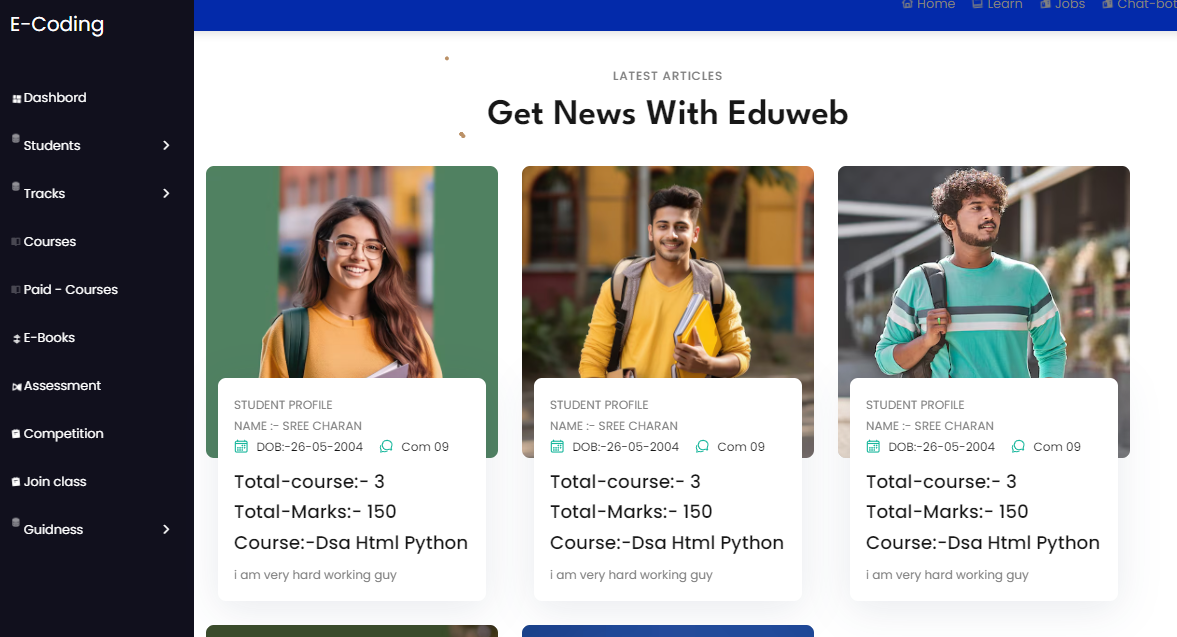 E-Coding
Home Learn Jobs Chat-bot
Dashbord
Students
Tracks
Courses
Paid - Courses
E-Books
Assessment
Competition
Join class
Guidness
LATEST ARTICLES
Get News With Eduweb
STUDENT PROFILE
NAME :- SREE CHARAN
DOB:-26-05-2004 Com 09
Total-course:- 3
Total-Marks:- 150
Course:-Dsa Html Python
i am very hard working guy
STUDENT PROFILE
NAME :- SREE CHARAN
DOB:-26-05-2004 Com 09
Total-course:- 3
Total-Marks:- 150
Course:-Dsa Html Python
i am very hard working guy
STUDENT PROFILE
NAME :- SREE CHARAN
DOB:-26-05-2004 Com 09
Total-course:- 3
Total-Marks:- 150
Course:-Dsa Html Python
i am very hard working guy